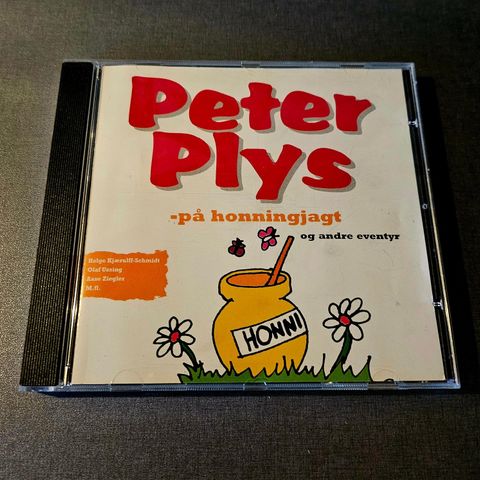 Peter
Plys
-på honningjagt
og andre eventyr
Helge Kjærulff-Schmidt
Olaf Ussing
Aase Ziegler
M.fl.
HONNI